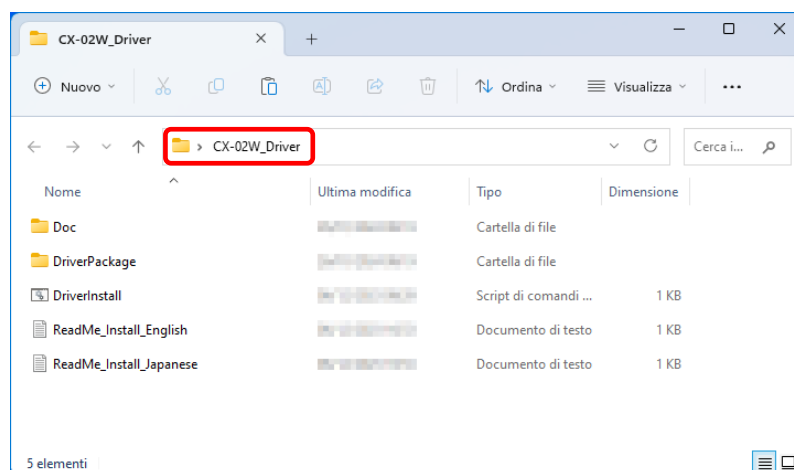 CX-02W_Driver
Nuovo
Ordina
Visualizza
CX-02W_Driver
Cerca i...
Nome Ultima modifica Tipo Dimensione
Doc Cartella di file
DriverPackage Cartella di file
DriverInstall Script di comandi ... 1 KB
ReadMe_Install_English Documento di testo 1 KB
ReadMe_Install_Japanese Documento di testo 1 KB
5 elementi